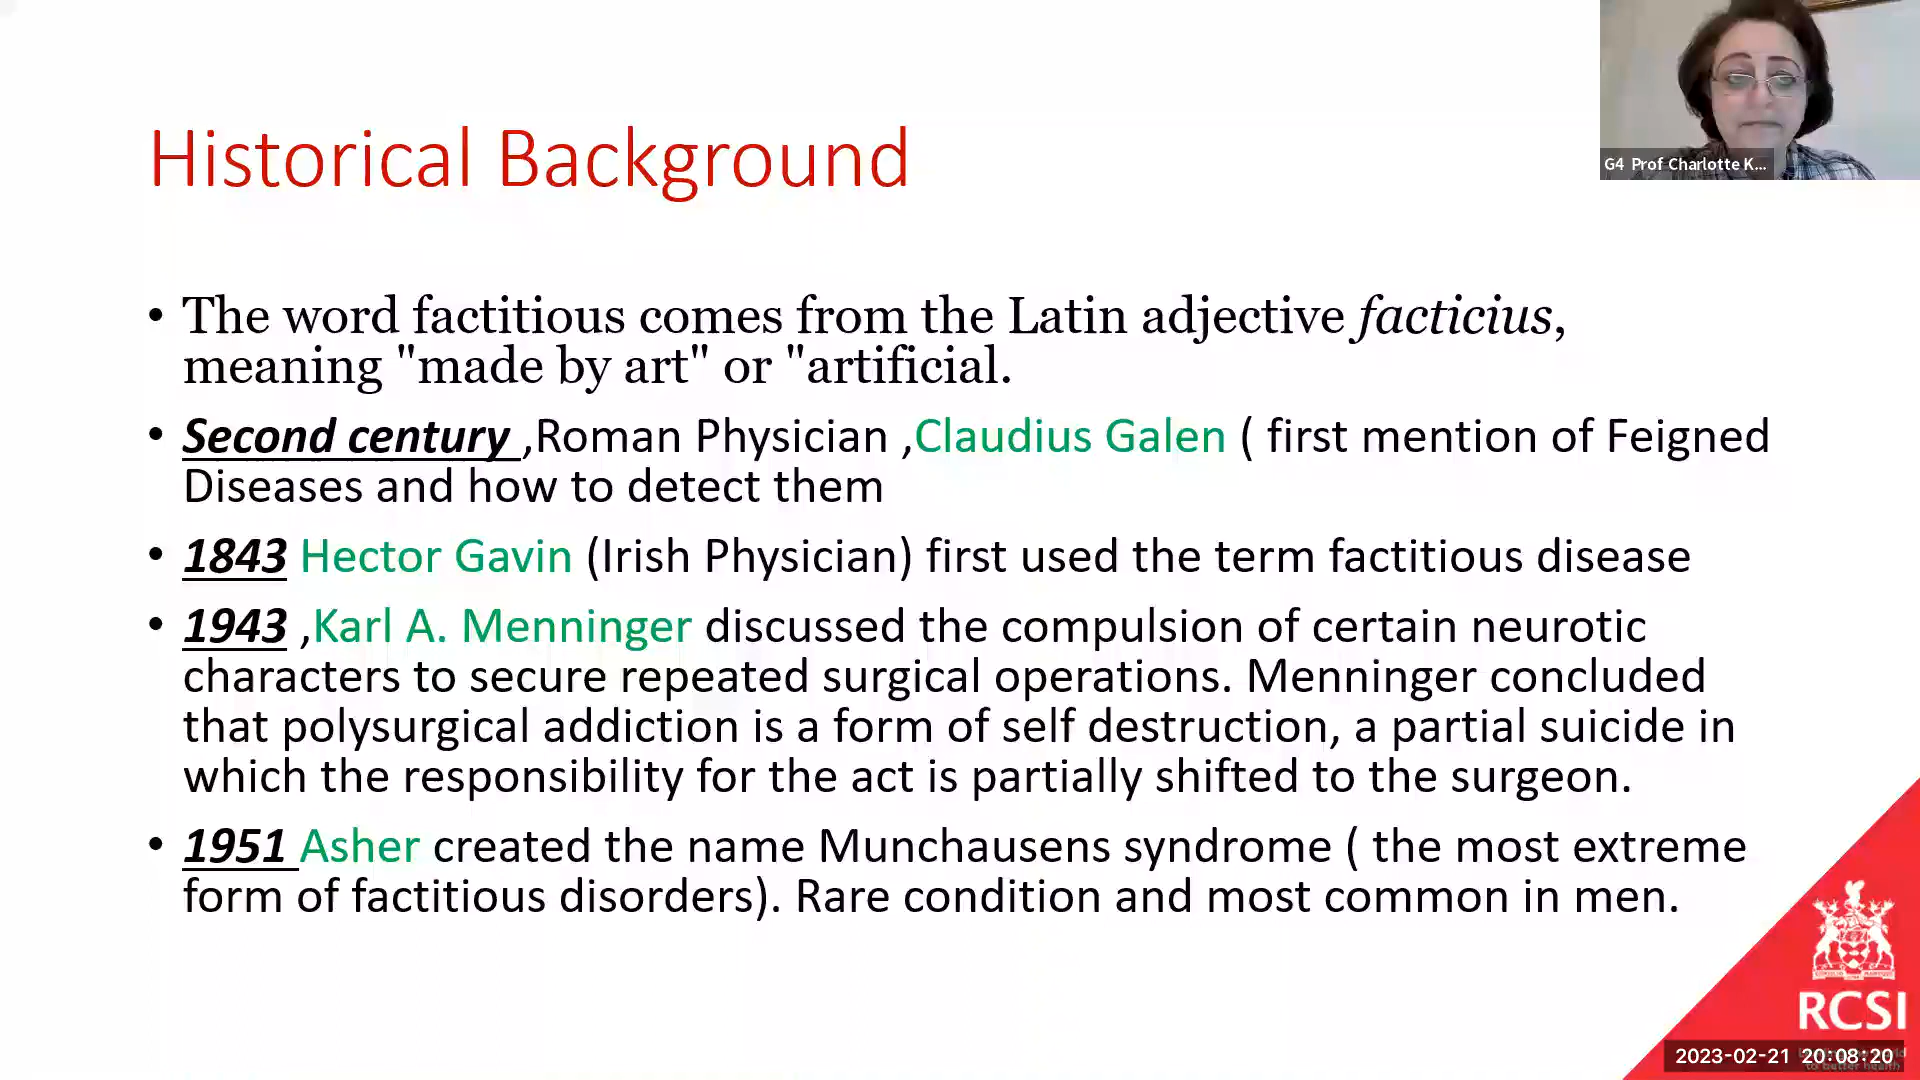 Historical Background
G4 Prof Charlotte K...
• The word factitious comes from the Latin adjective facticius,
meaning "made by art" or "artificial.
• Second century ,Roman Physician ,Claudius Galen ( first mention of Feigned
Diseases and how to detect them
• 1843 Hector Gavin (Irish Physician) first used the term factitious disease
• 1943 ,Karl A. Menninger discussed the compulsion of certain neurotic
characters to secure repeated surgical operations. Menninger concluded
that polysurgical addiction is a form of self destruction, a partial suicide in
which the responsibility for the act is partially shifted to the surgeon.
• 1951 Asher created the name Munchausens syndrome ( the most extreme
form of factitious disorders). Rare condition and most common in men.
RCSI
2023-02-21 20:08:20
to better health